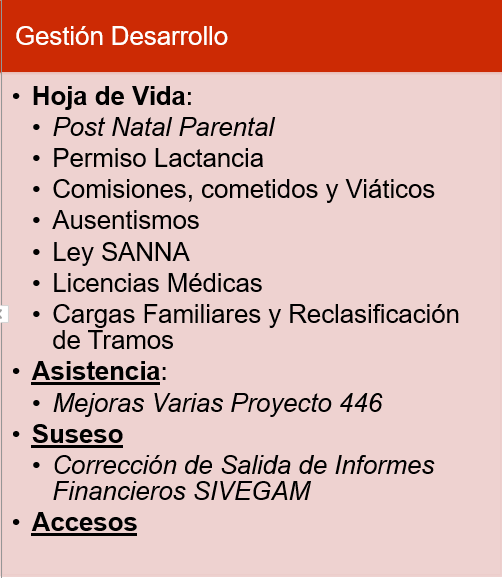 Gestión Desarrollo
• Hoja de Vida:
• Post Natal Parental
• Permiso Lactancia
• Comisiones, cometidos y Viáticos
• Ausentismos
• Ley SANNA
• Licencias Médicas
• Cargas Familiares y Reclasificación
de Tramos
• Asistencia:
• Mejoras Varias Proyecto 446
• Suseso
• Corrección de Salida de Informes
Financieros SIVEGAM
• Accesos